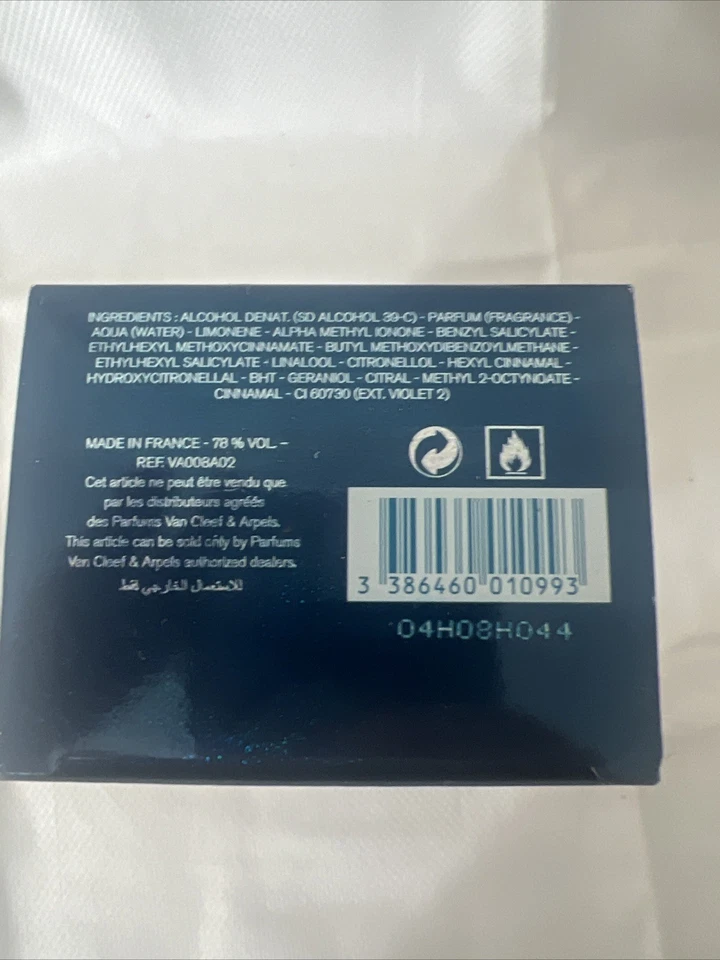 INGREDIENTS : ALCOHOL DENAT. (SD ALCOHOL 39-C) - PARFUM (FRAGRANCE) -
AQUA (WATER) - LIMONENE - ALPHA METHYL IONONE - BENZYL SALICYLATE -
ETHYLHEXYL METHOXYCINNAMATE - BUTYL METHOXYDIBENZOYLMETHANE -
ETHYLHEXYL SALICYLATE - LINALOOL - CITRONELLOL - HEXYL CINNAMAL -
HYDROXYCITRONELLAL - BHT - GERANIOL - CITRAL - METHYL 2-OCTYNOATE -
CINNAMAL - CI 60730 (EXT. VIOLET 2)
MADE IN FRANCE - 78 % VOL. -
REF. VA008A02
Cet article ne peut être vendu que
par les distributeurs agréés
des Parfums Van Cleef & Arpels.
This article can be sold only by Parfums
Van Cleef & Arpels authorized dealers.
للاستعمال الخارجي فقط
3 386460 010993
04H08H044